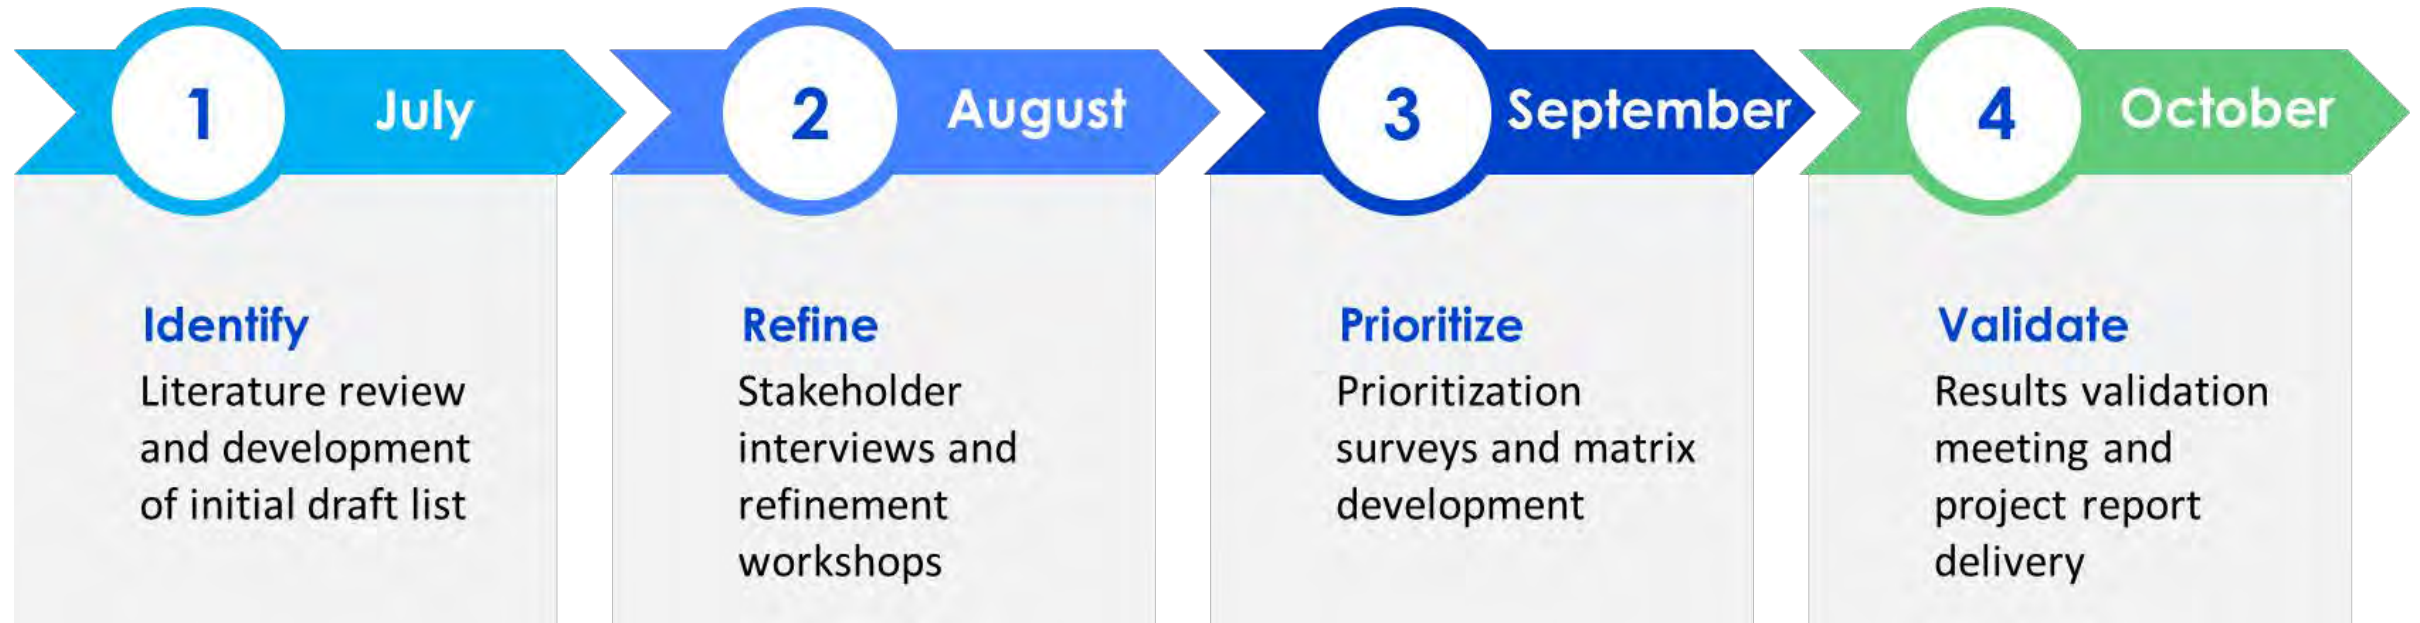 1
July
Identify
Literature review
and development
of initial draft list
2
August
Refine
Stakeholder
interviews and
refinement
workshops
3
September
Prioritize
Prioritization
surveys and matrix
development
4
October
Validate
Results validation
meeting and
project report
delivery